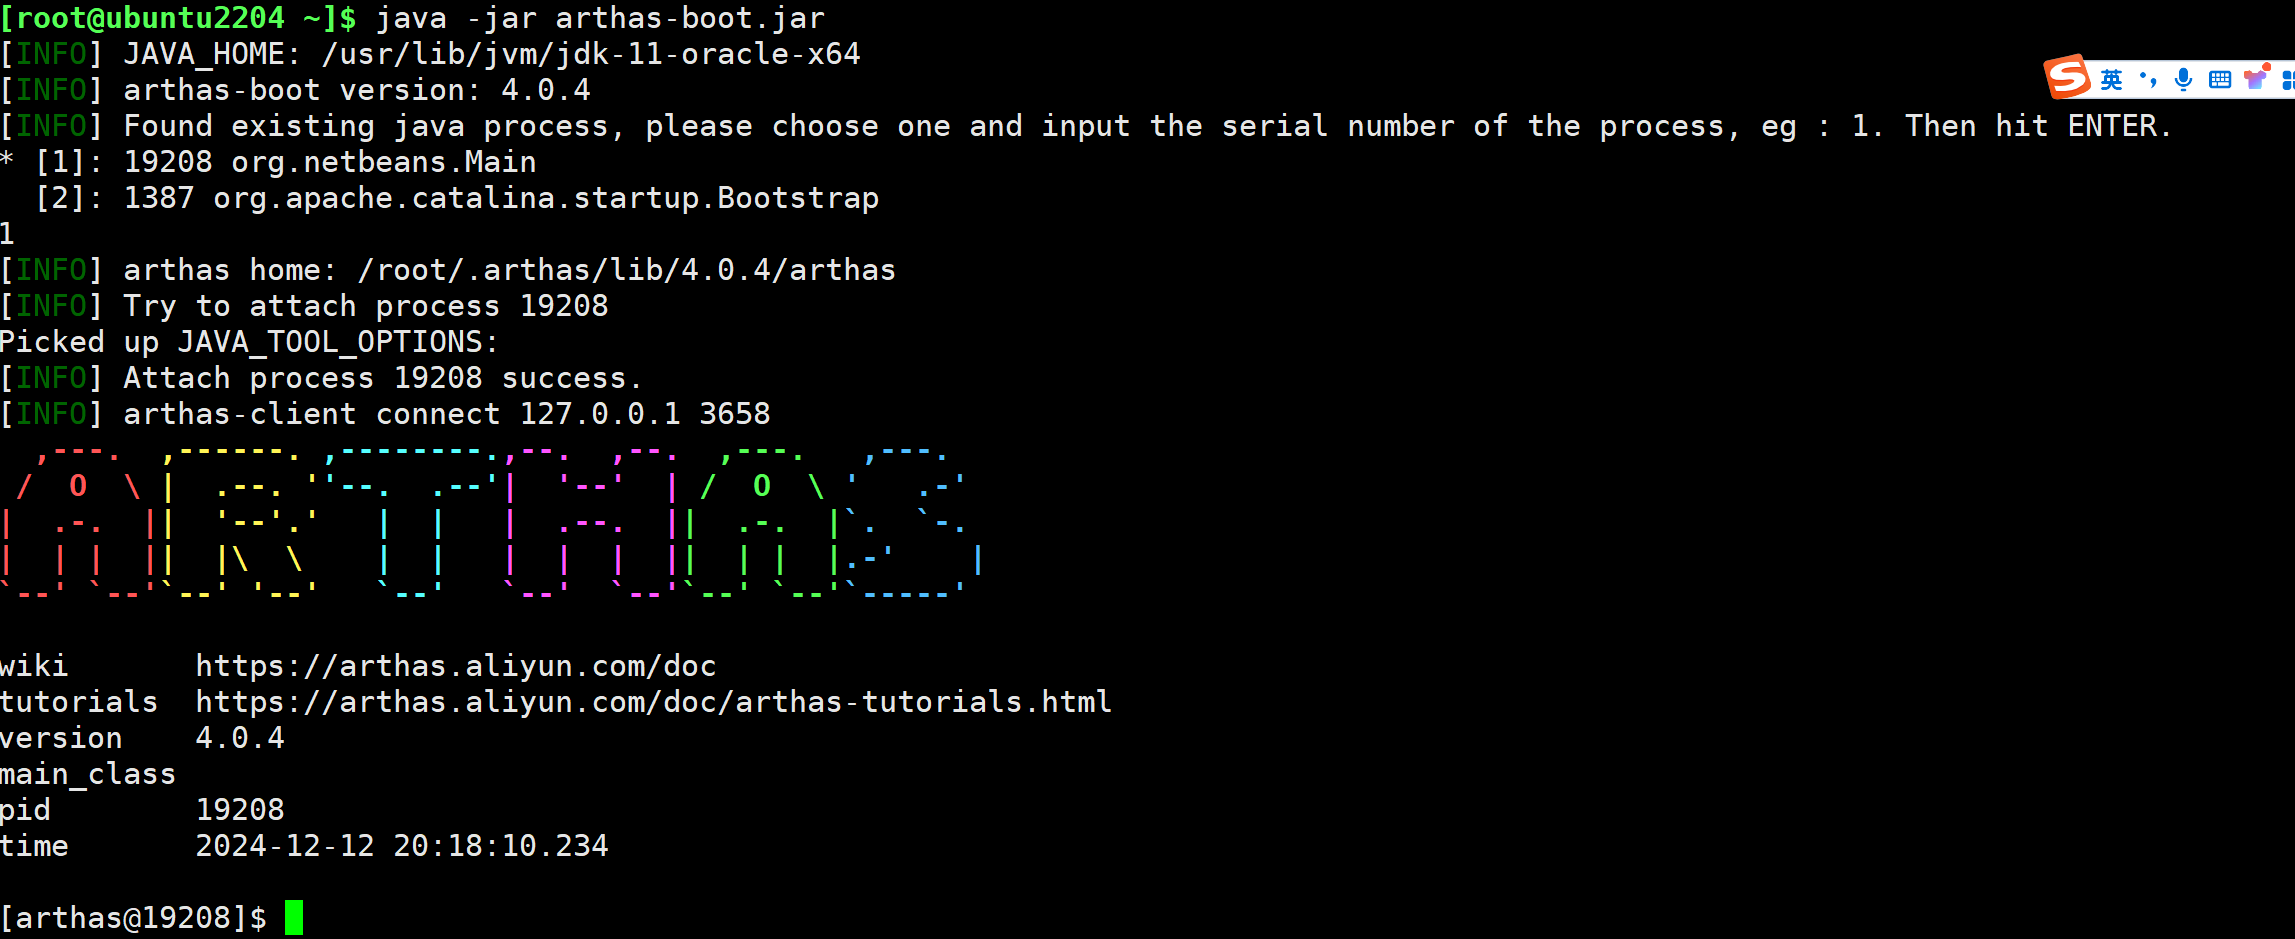 [root@ubuntu2204 ~]$ java -jar arthas-boot.jar
[INFO] JAVA_HOME: /usr/lib/jvm/jdk-11-oracle-x64
英
[INFO] arthas-boot version: 4.0.4
[INFO] Found existing java process, please choose one and input the serial number of the process, eg : 1. Then hit ENTER.
* [1]: 19208 org.netbeans.Main
  [2]: 1387 org.apache.catalina.startup.Bootstrap
1
[INFO] arthas home: /root/.arthas/lib/4.0.4/arthas
[INFO] Try to attach process 19208
Picked up JAVA_TOOL_OPTIONS:
[INFO] Attach process 19208 success.
[INFO] arthas-client connect 127.0.0.1 3658
ARTHAS
wiki       https://arthas.aliyun.com/doc
tutorials  https://arthas.aliyun.com/doc/arthas-tutorials.html
version    4.0.4
main_class
pid        19208
time       2024-12-12 20:18:10.234
[arthas@19208]$